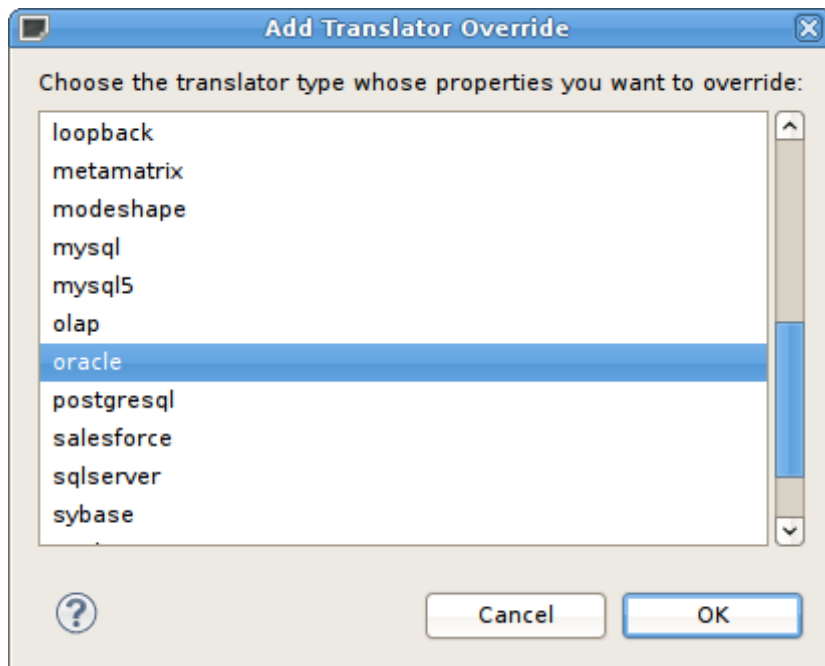 Add Translator Override
Choose the translator type whose properties you want to override:
loopback
metamatrix
modeshape
mysql
mysql5
olap
oracle
postgresql
salesforce
sqlserver
sybase
?
Cancel
OK